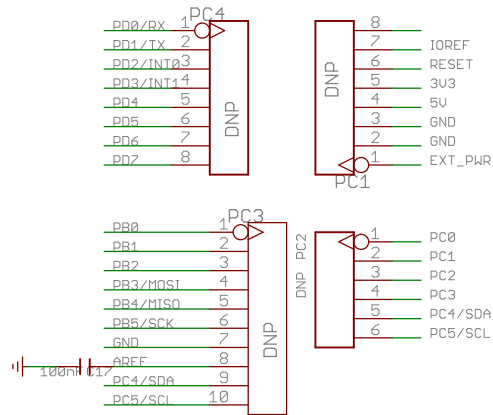 PC4
PD0/RX 1
PD1/TX 2
PD2/INT0 3
PD3/INT1 4
PD4 5
PD5 6
PD6 7
PD7 8
DNP
8
7 IOREF
6 RESET
5 3V3
4 5V
3 GND
2 GND
1 EXT_PWR
DNP
PC1
PC3
PB0 1
PB1 2
PB2 3
PB3/MOSI 4
PB4/MISO 5
PB5/SCK 6
GND 7
AREF 8
PC4/SDA 9
PC5/SCL 10
100nF C17
DNP
DNP PC2
1 PC0
2 PC1
3 PC2
4 PC3
5 PC4/SDA
6 PC5/SCL